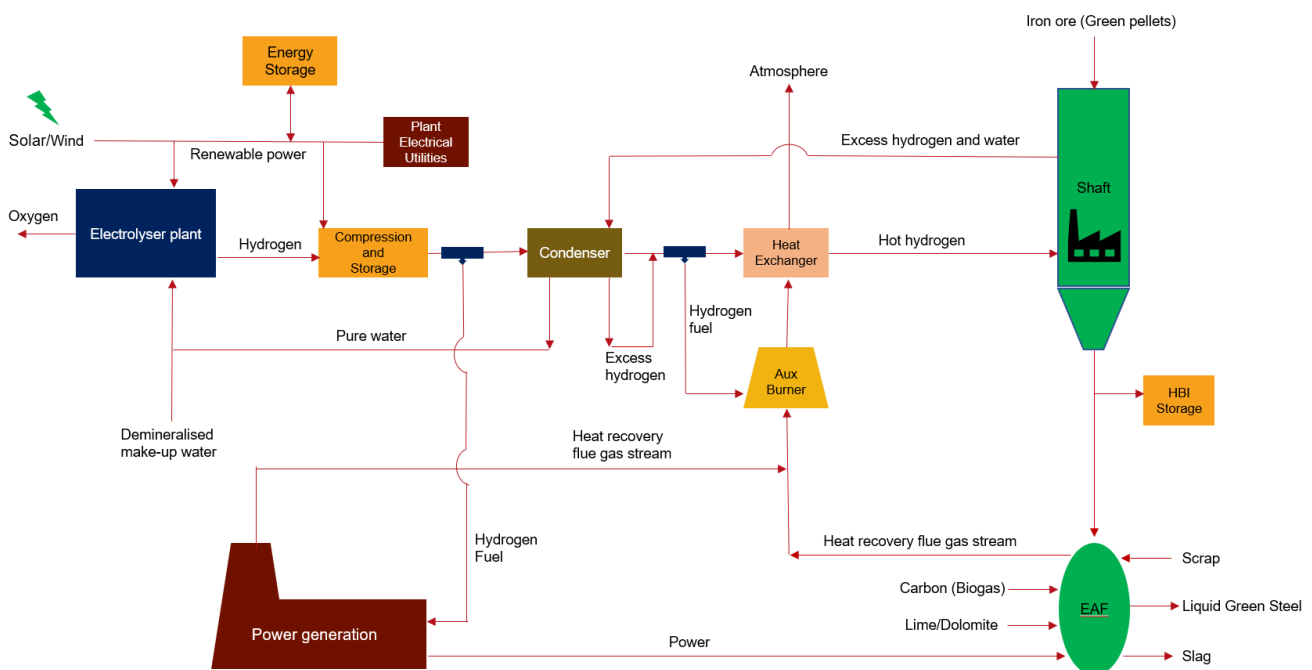 Iron ore (Green pellets)
Energy
Storage
Atmosphere
Solar/Wind
Renewable power
Plant
Electrical
Utilities
Excess hydrogen and water
Shaft
Oxygen
Electrolyser plant
Hydrogen
Compression
and
Storage
Condenser
Heat
Exchanger
Hot hydrogen
Hydrogen
fuel
Pure water
Excess
hydrogen
Aux
Burner
HBI
Storage
Demineralised
make-up water
Heat recovery
flue gas stream
Hydrogen
Fuel
Heat recovery flue gas stream
Scrap
Carbon (Biogas)
EAF
Liquid Green Steel
Lime/Dolomite
Power generation
Power
Slag